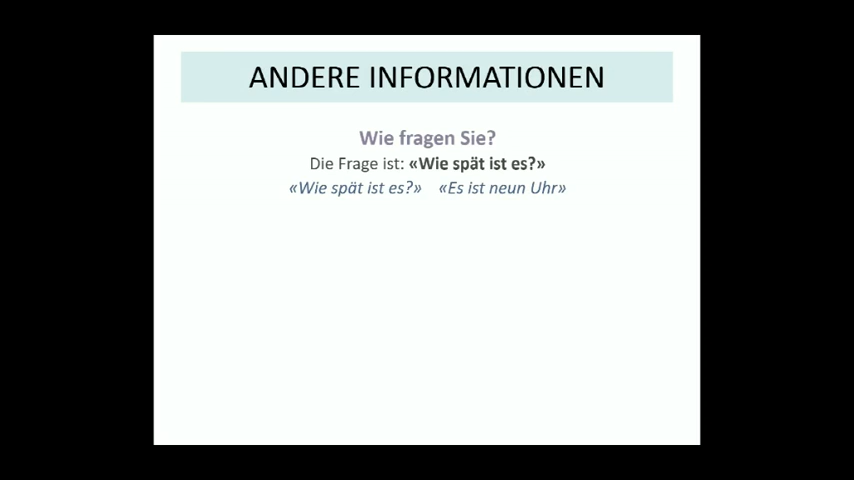 ANDERE INFORMATIONEN
Wie fragen Sie?
Die Frage ist: «Wie spät ist es?»
«Wie spät ist es?» «Es ist neun Uhr»